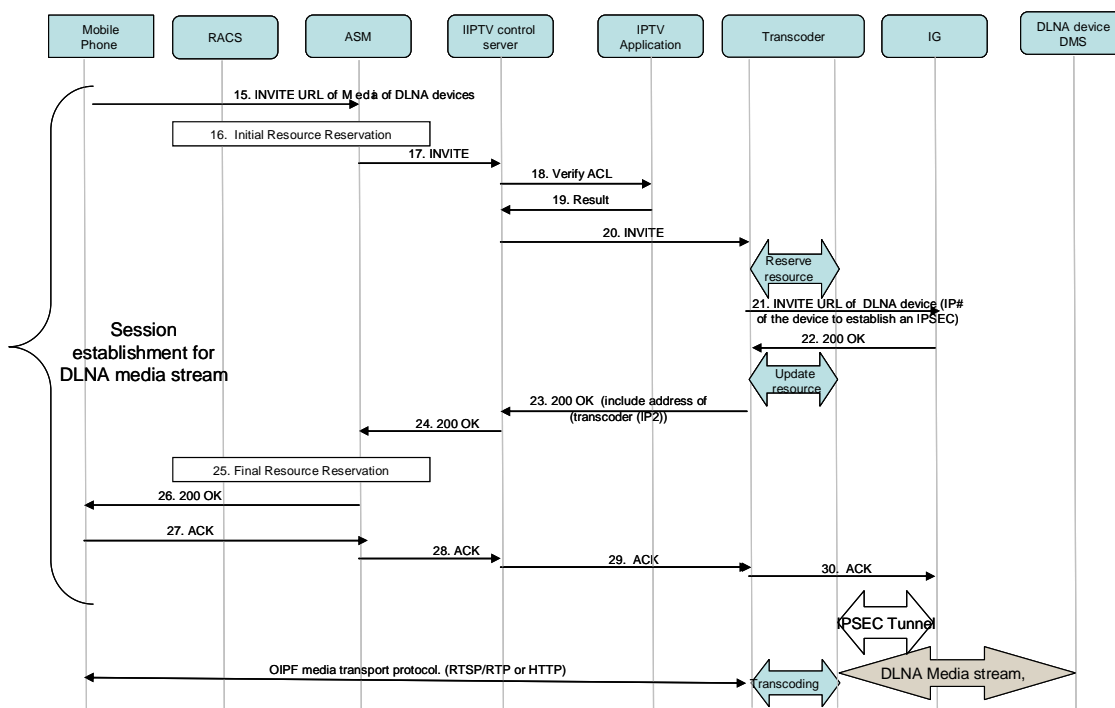 Mobile
Phone
RACS
ASM
IIPTV control
server
IPTV
Application
Transcoder
IG
DLNA device
DMS
15. INVITE URL of Media of DLNA devices
16. Initial Resource Reservation
17. INVITE
18. Verify ACL
19. Result
20. INVITE
Reserve
resource
21. INVITE URL of DLNA device (IP#
of the device to establish an IPSEC)
22. 200 OK
Session
establishment for
DLNA media stream
Update
resource
23. 200 OK (include address of
(transcoder (IP2))
24. 200 OK
25. Final Resource Reservation
26. 200 OK
27. ACK
28. ACK
29. ACK
30. ACK
IPSEC Tunnel
OIPF media transport protocol. (RTSP/RTP or HTTP)
Transcoding
DLNA Media stream,